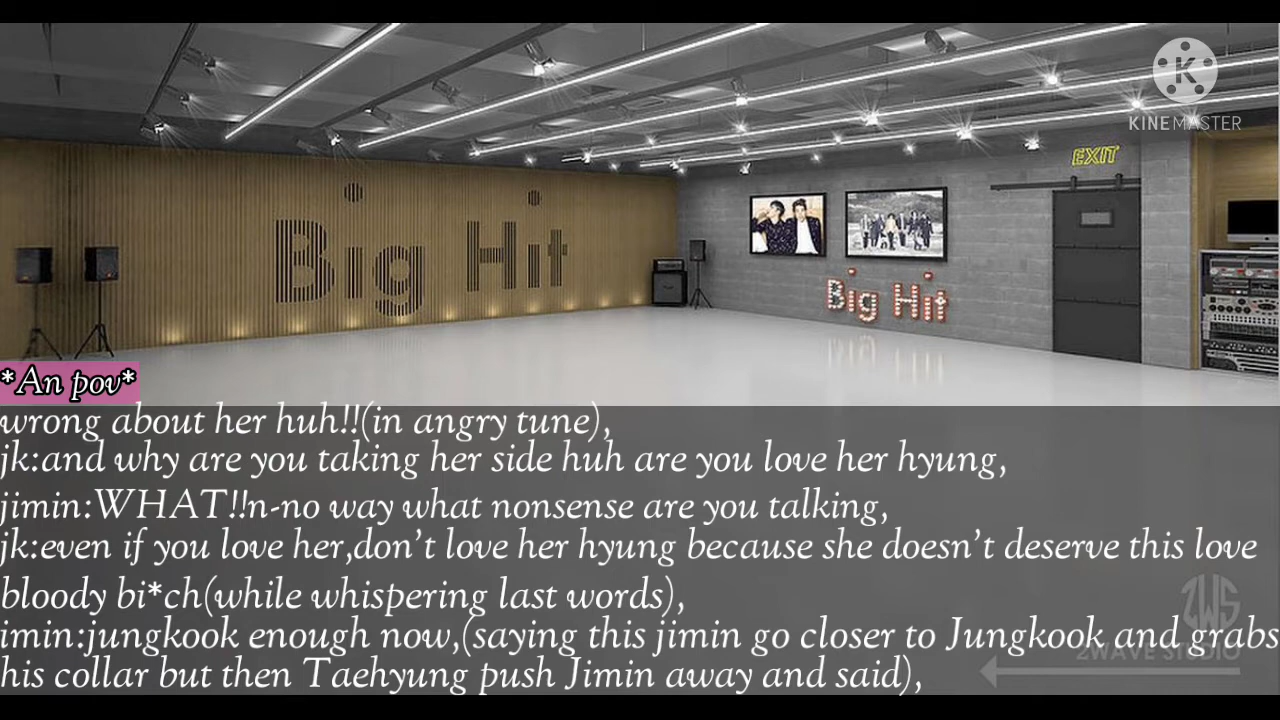 KINEMASTER
EXIT
Big Hit
Big Hit
*An pov*
wrong about her huh!!(in angry tune),
jk:and why are you taking her side huh are you love her hyung,
jimin:WHAT!!n-no way what nonsense are you talking,
jk:even if you love her,don't love her hyung because she doesn't deserve this love
bloody bi*ch(while whispering last words),
imin:jungkook enough now,(saying this jimin go closer to Jungkook and grabs
his collar but then Taehyung push Jimin away and said),
2WS
2WAVE STUDIO